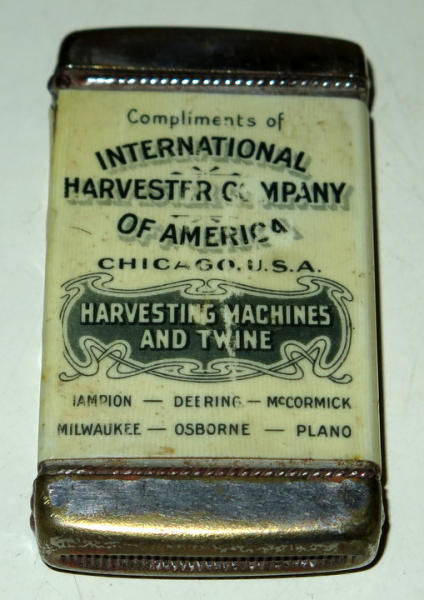 Compliments of
INTERNATIONAL
HARVESTER COMPANY
OF AMERICA
CHICAGO, U.S.A.
HARVESTING MACHINES
AND TWINE
IAMPION — DEERING — McCORMICK
MILWAUKEE — OSBORNE — PLANO